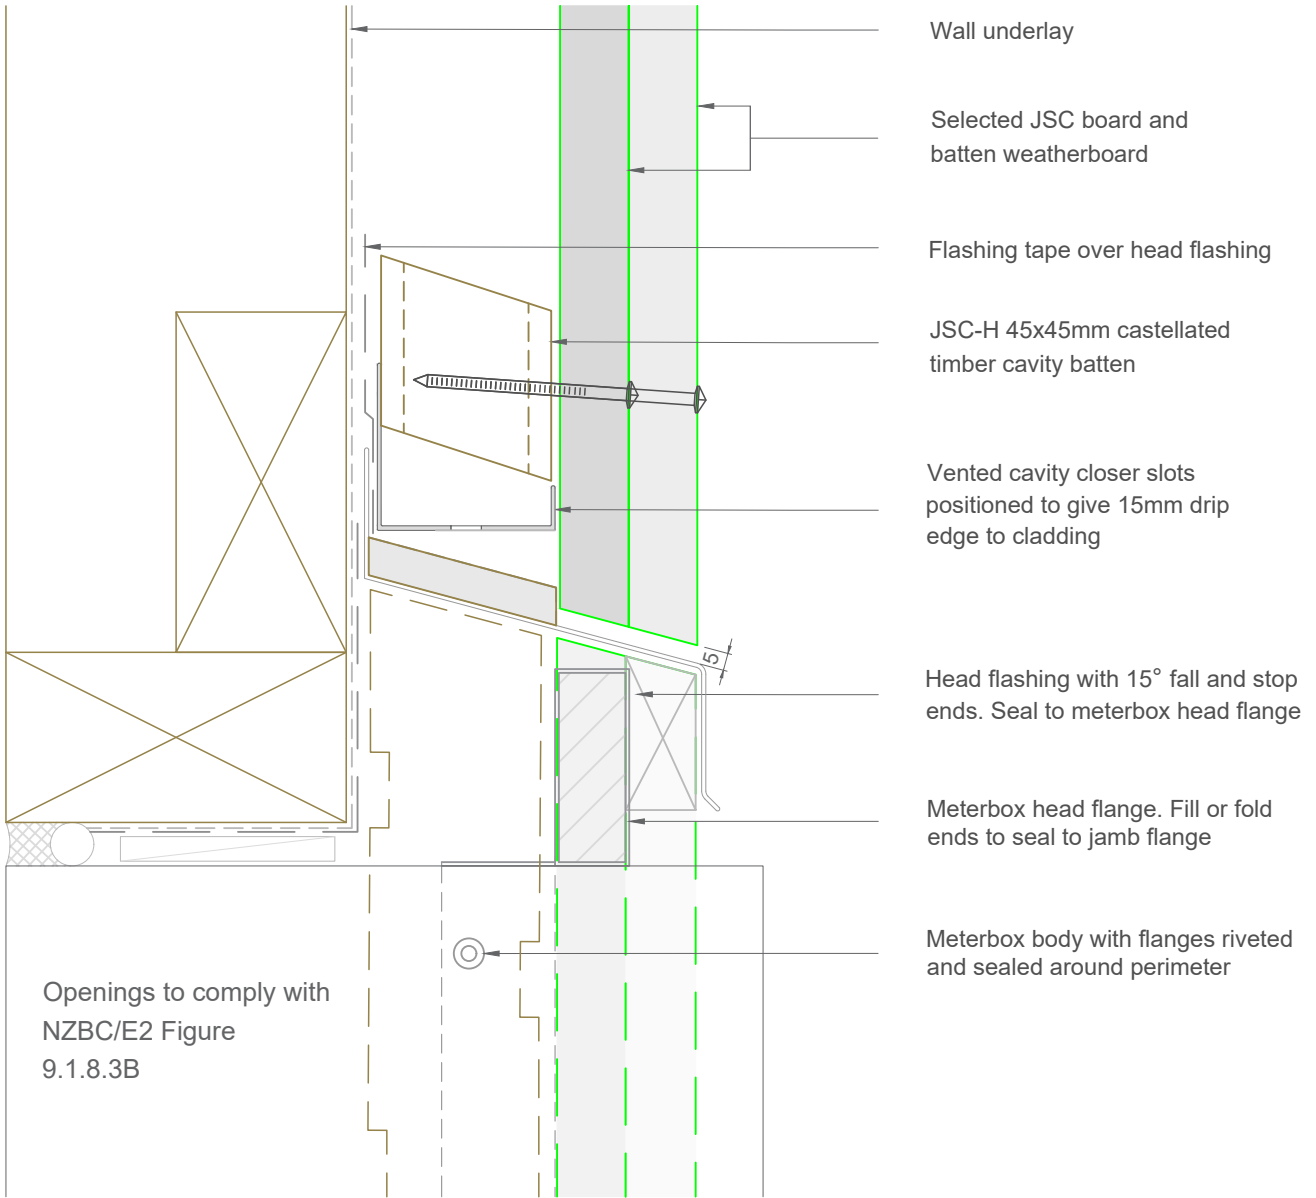 Wall underlay
Selected JSC board and
batten weatherboard
Flashing tape over head flashing
JSC-H 45x45mm castellated
timber cavity batten
Vented cavity closer slots
positioned to give 15mm drip
edge to cladding
5
Head flashing with 15° fall and stop
ends. Seal to meterbox head flange
Meterbox head flange. Fill or fold
ends to seal to jamb flange
Meterbox body with flanges riveted
and sealed around perimeter
Openings to comply with
NZBC/E2 Figure
9.1.8.3B